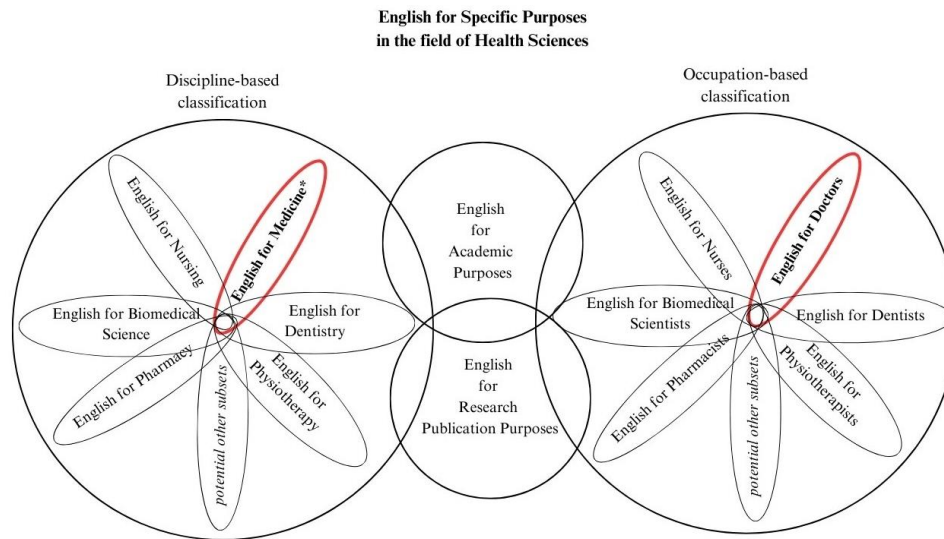 English for Specific Purposes
in the field of Health Sciences
Discipline-based
classification
English for Nursing
English for Medicine*
English for Biomedical
Science
English for
Dentistry
English for Pharmacy
potential other subsets
English for
Physiotherapy
English
for
Academic
Purposes
English
for
Research
Publication Purposes
Occupation-based
classification
English for Nurses
English for Doctors
English for Biomedical
Scientists
English for Dentists
English for Pharmacists
potential other subsets
English for
Physiotherapists